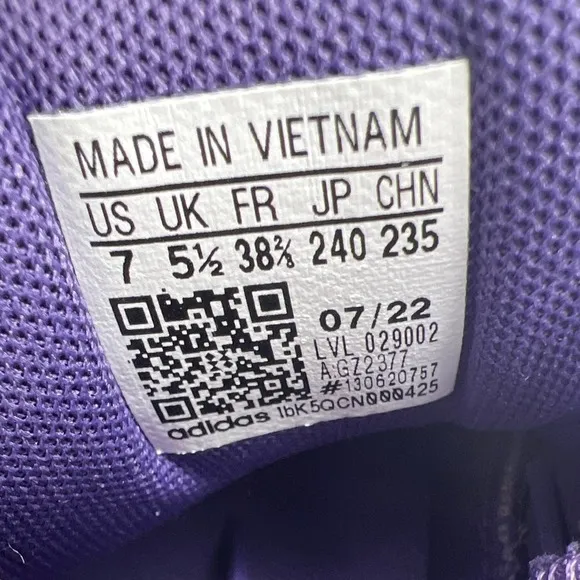 MADE IN VIETNAM
US UK FR JP CHN
7 5½ 38⅔ 240 235
07/22
LVL 029002
A.GZ2377
#130620757
adidas 1bK5QCN000425